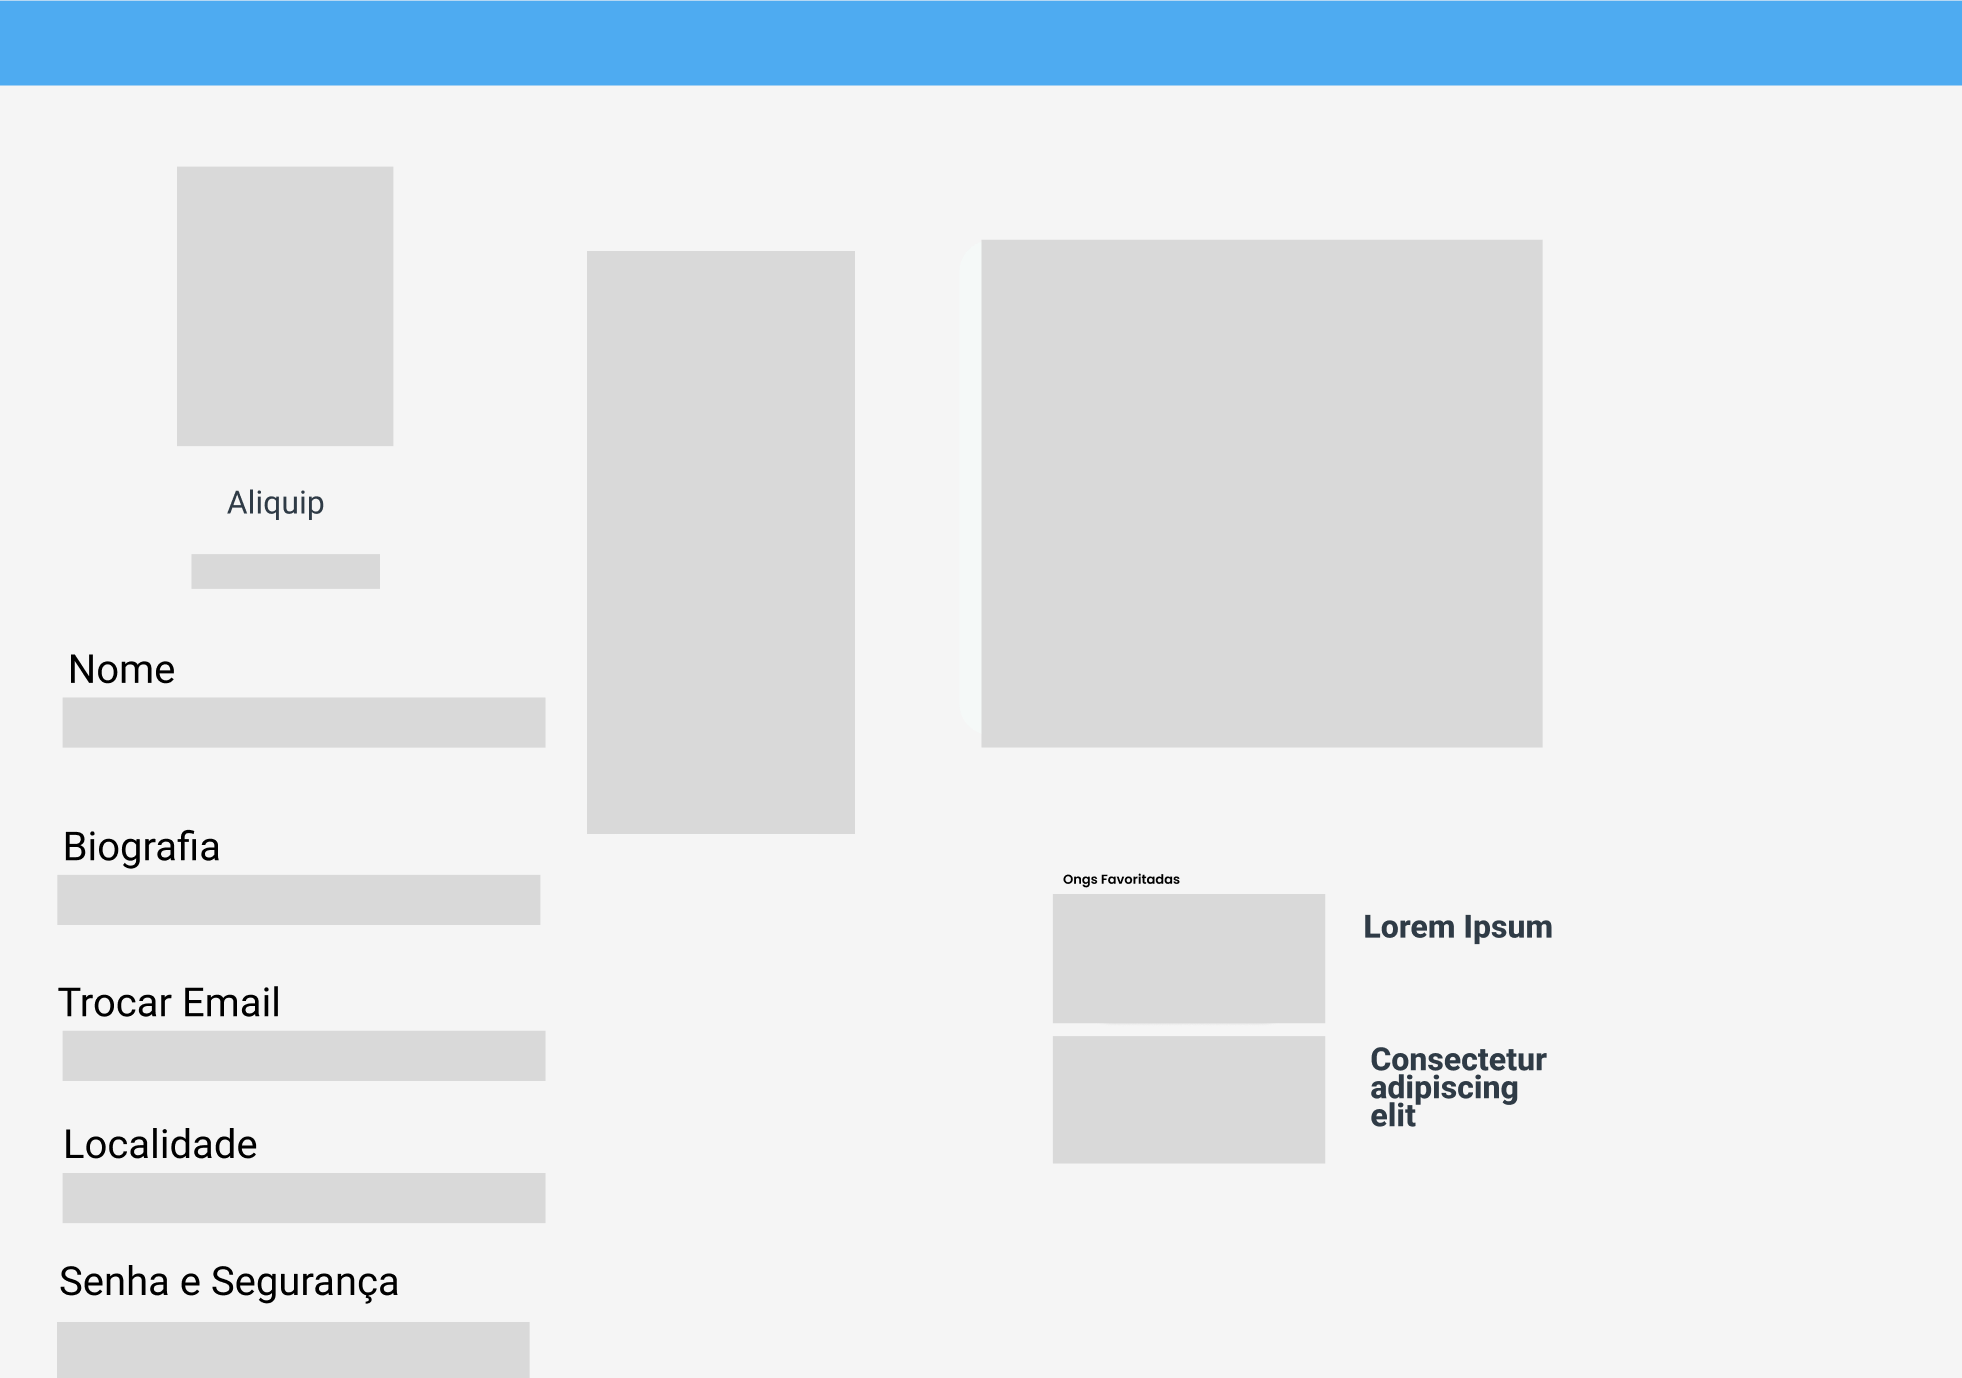 Aliquip
Nome
Biografia
Trocar Email
Localidade
Senha e Segurança
Ongs Favoritadas
Lorem Ipsum
Consectetur
adipiscing
elit